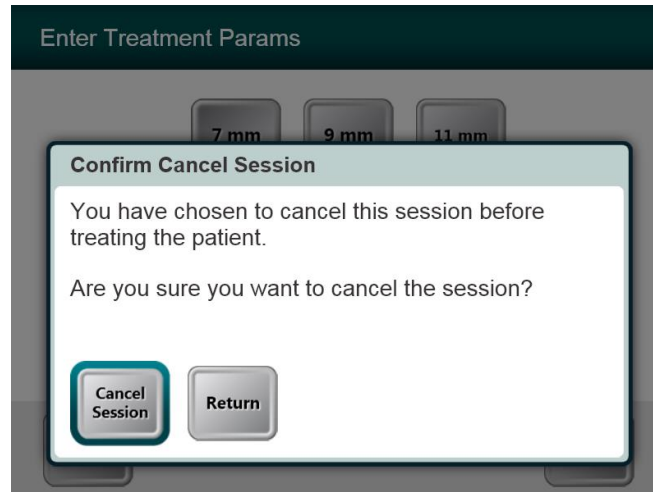 Enter Treatment Params
7 mm 9 mm 11 mm
Confirm Cancel Session
You have chosen to cancel this session before
treating the patient.
Are you sure you want to cancel the session?
Cancel
Session
Return